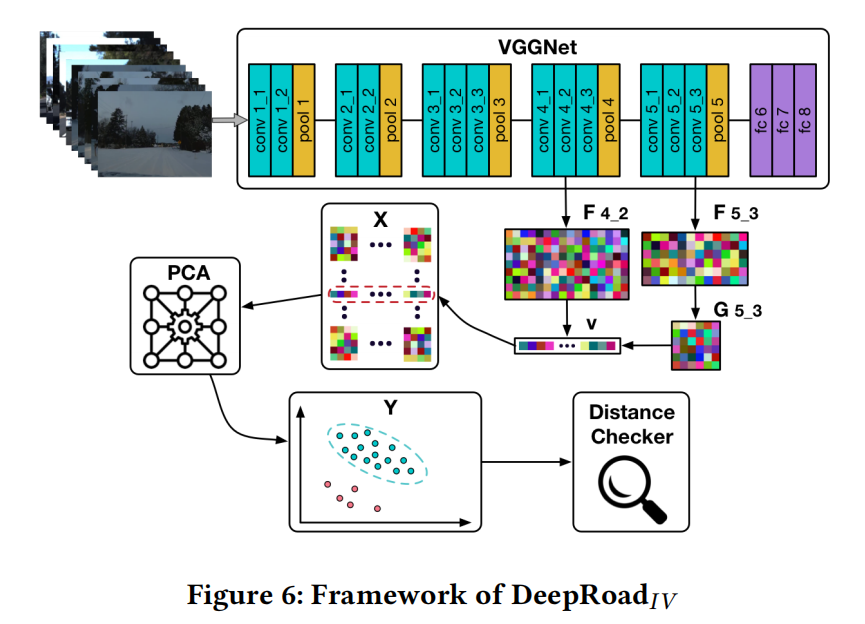 VGGNet
conv 1_1
conv 1_2
pool 1
conv 2_1
conv 2_2
pool 2
conv 3_1
conv 3_2
conv 3_3
pool 3
conv 4_1
conv 4_2
conv 4_3
pool 4
conv 5_1
conv 5_2
conv 5_3
pool 5
fc 6
fc 7
fc 8
F 4_2
F 5_3
X
PCA
G 5_3
v
Y
Distance
Checker
Figure 6: Framework of DeepRoad_IV